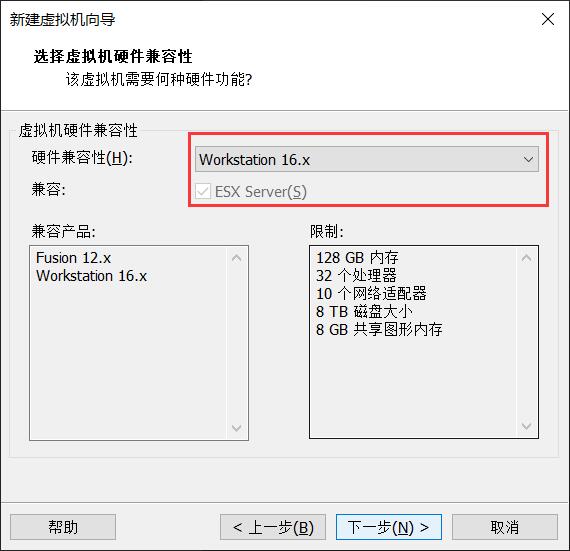 新建虚拟机向导
选择虚拟机硬件兼容性
该虚拟机需要何种硬件功能?
虚拟机硬件兼容性
硬件兼容性(H):
Workstation 16.x
兼容:
ESX Server(S)
兼容产品:
Fusion 12.x
Workstation 16.x
限制:
128 GB 内存
32 个处理器
10 个网络适配器
8 TB 磁盘大小
8 GB 共享图形内存
帮助
< 上一步(B)
下一步(N) >
取消